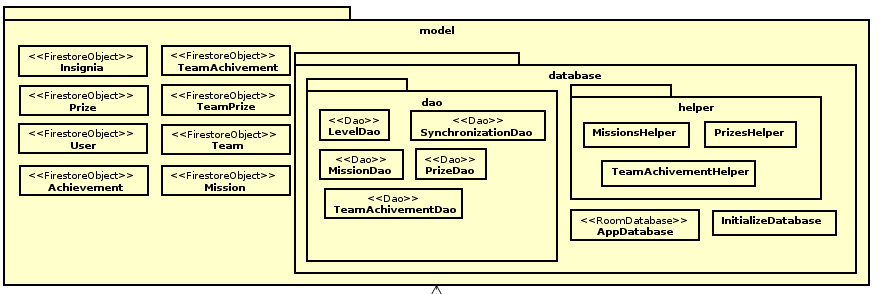 model
<<FirestoreObject>>
Insignia
<<FirestoreObject>>
TeamAchivement
<<FirestoreObject>>
Prize
<<FirestoreObject>>
TeamPrize
<<FirestoreObject>>
User
<<FirestoreObject>>
Team
<<FirestoreObject>>
Achievement
<<FirestoreObject>>
Mission
database
dao
<<Dao>>
LevelDao
<<Dao>>
SynchronizationDao
<<Dao>>
MissionDao
<<Dao>>
PrizeDao
<<Dao>>
TeamAchivementDao
helper
MissionsHelper
PrizesHelper
TeamAchivementHelper
<<RoomDatabase>>
AppDatabase
InitializeDatabase